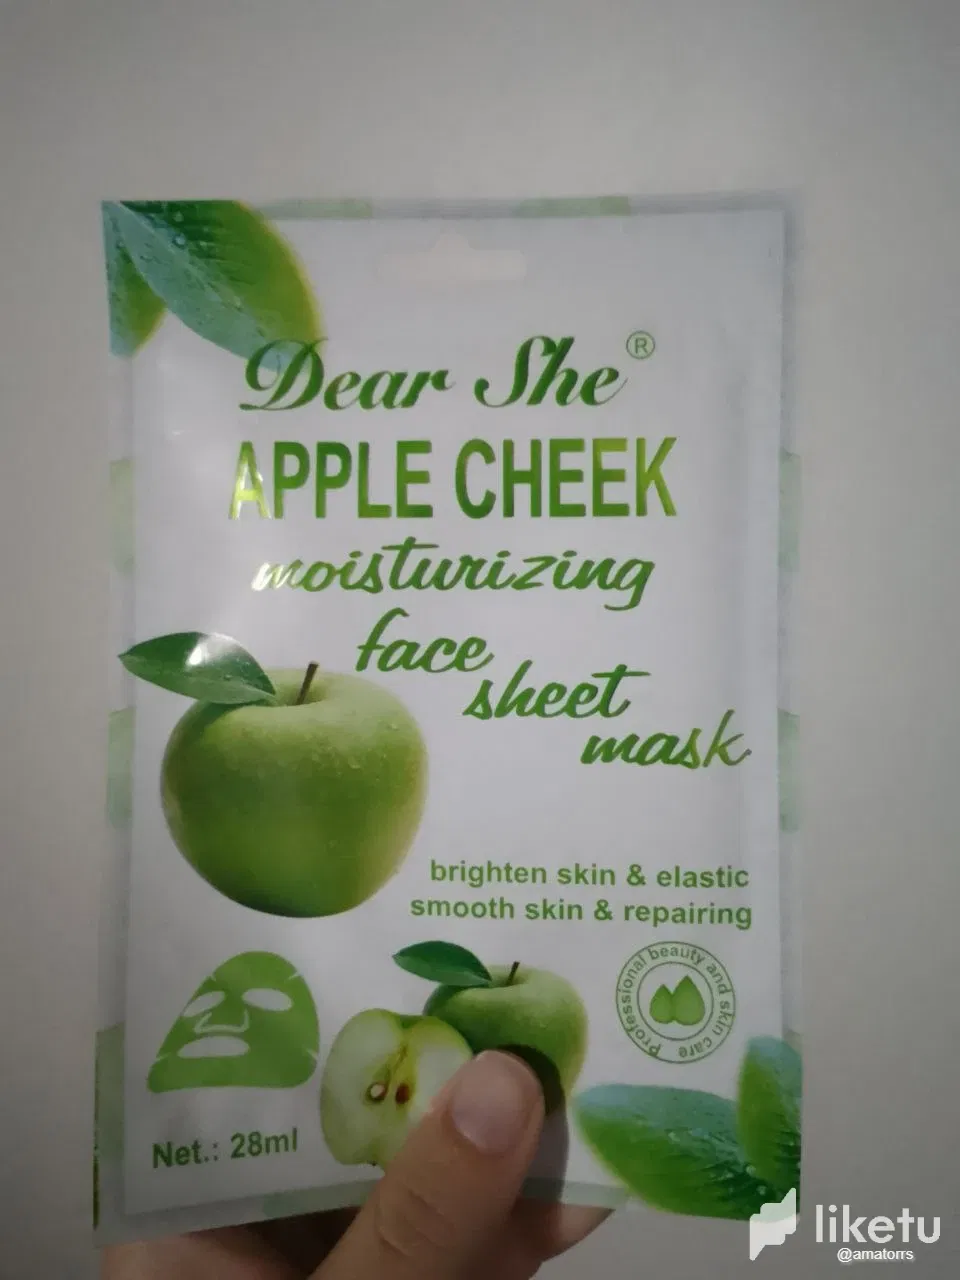 Dear She®
APPLE CHEEK
moisturizing
face
sheet
mask
brighten skin & elastic
smooth skin & repairing
Professional beauty and skin care
Net.: 28ml
liketu
@amatorrs